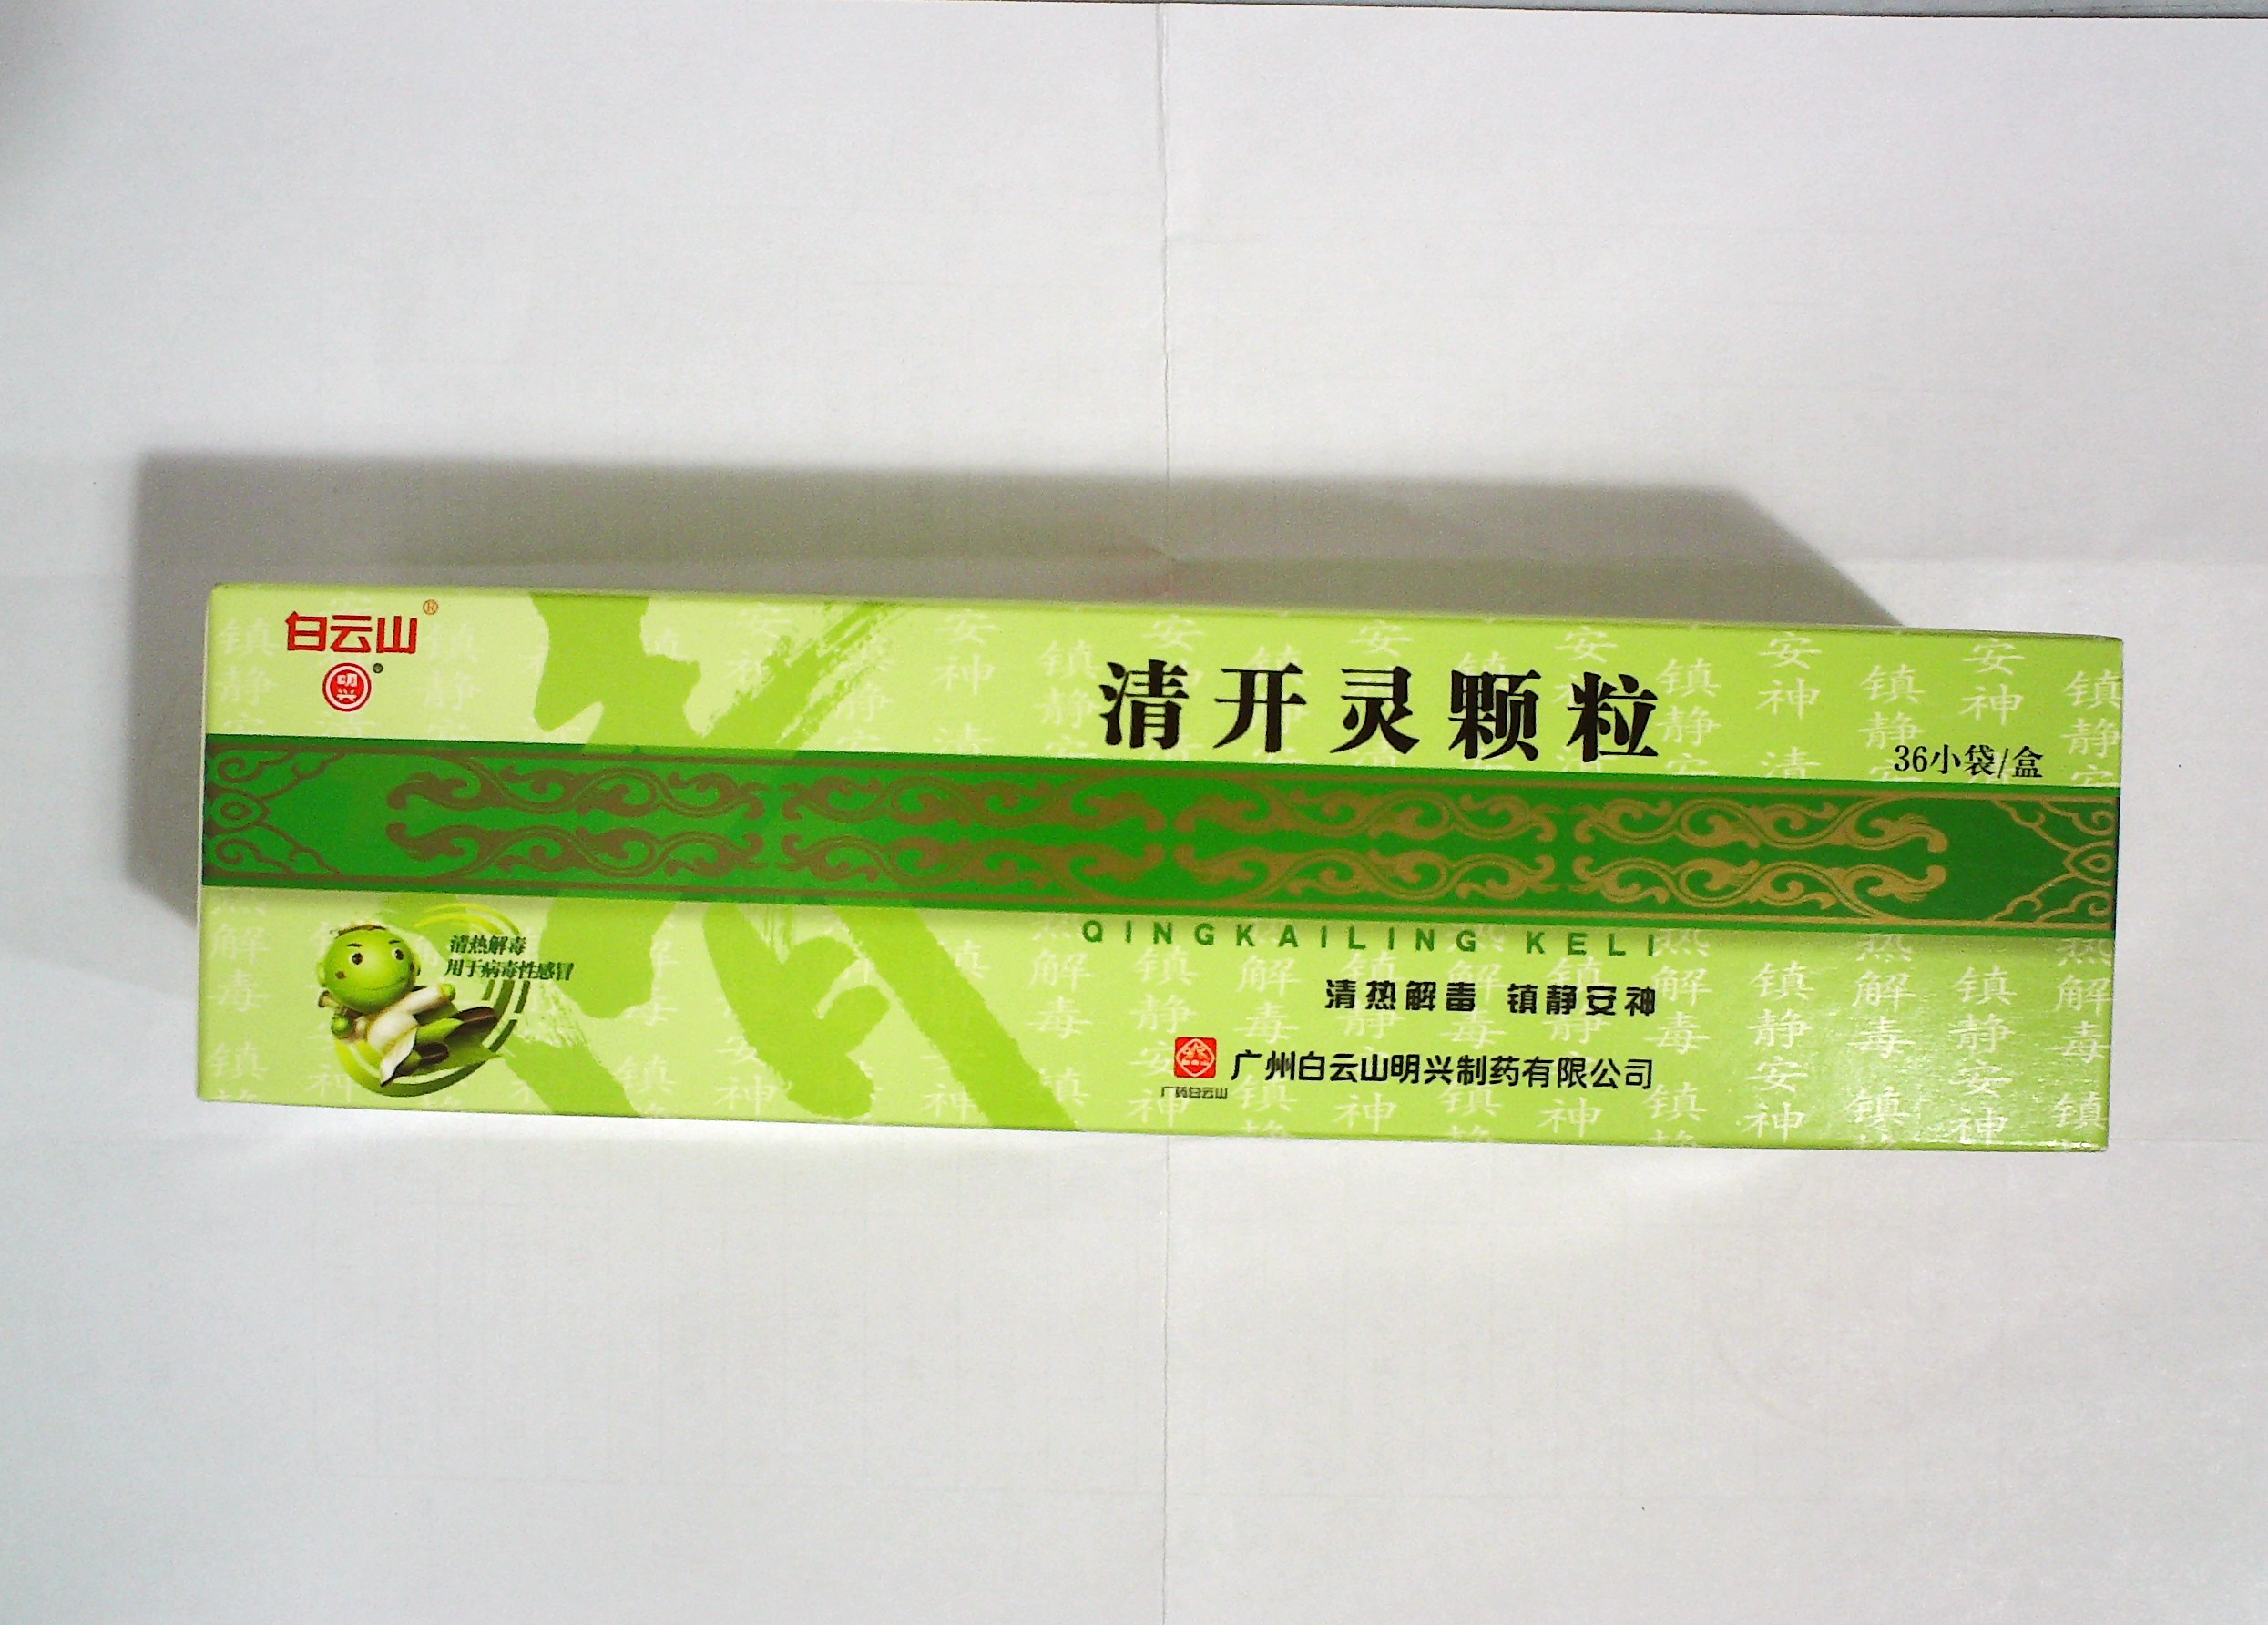 白云山®
明兴
清开灵颗粒
36小袋/盒
QINGKAILING KELI
清热解毒
用于病毒性感冒
清热解毒 镇静安神
广药白云山
广州白云山明兴制药有限公司